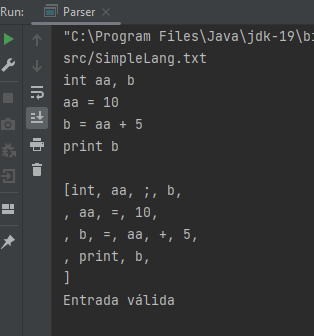 Run: Parser ×
"C:\Program Files\Java\jdk-19\bi
src/SimpleLang.txt
int aa, b
aa = 10
b = aa + 5
print b
[int, aa, ;, b,
, aa, =, 10,
, b, =, aa, +, 5,
, print, b,
]
Entrada válida